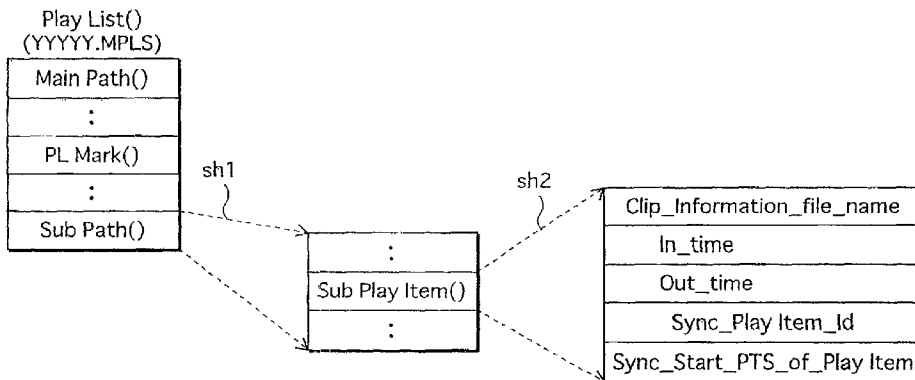 Play List()
(YYYYY.MPLS)
Main Path()
:
PL Mark()
:
Sub Path()
sh1
:
Sub Play Item()
:
sh2
Clip_Information_file_name
In_time
Out_time
Sync_Play Item_Id
Sync_Start_PTS_of_Play Item